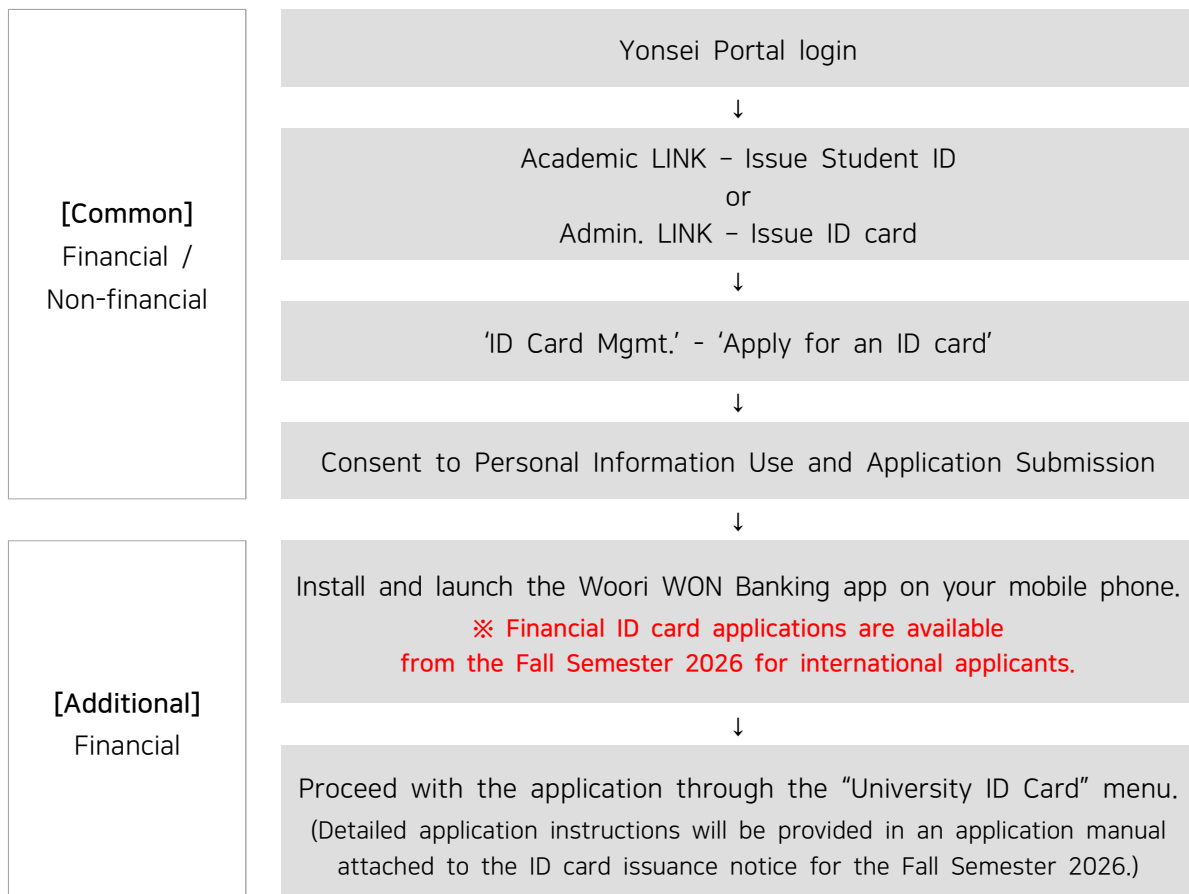 [Common]
Financial /
Non-financial
Yonsei Portal login
↓
Academic LINK – Issue Student ID
or
Admin. LINK – Issue ID card
↓
‘ID Card Mgmt.’ - ‘Apply for an ID card’
↓
Consent to Personal Information Use and Application Submission
↓
[Additional]
Financial
Install and launch the Woori WON Banking app on your mobile phone.
※ Financial ID card applications are available
from the Fall Semester 2026 for international applicants.
↓
Proceed with the application through the “University ID Card” menu.
(Detailed application instructions will be provided in an application manual
attached to the ID card issuance notice for the Fall Semester 2026.)